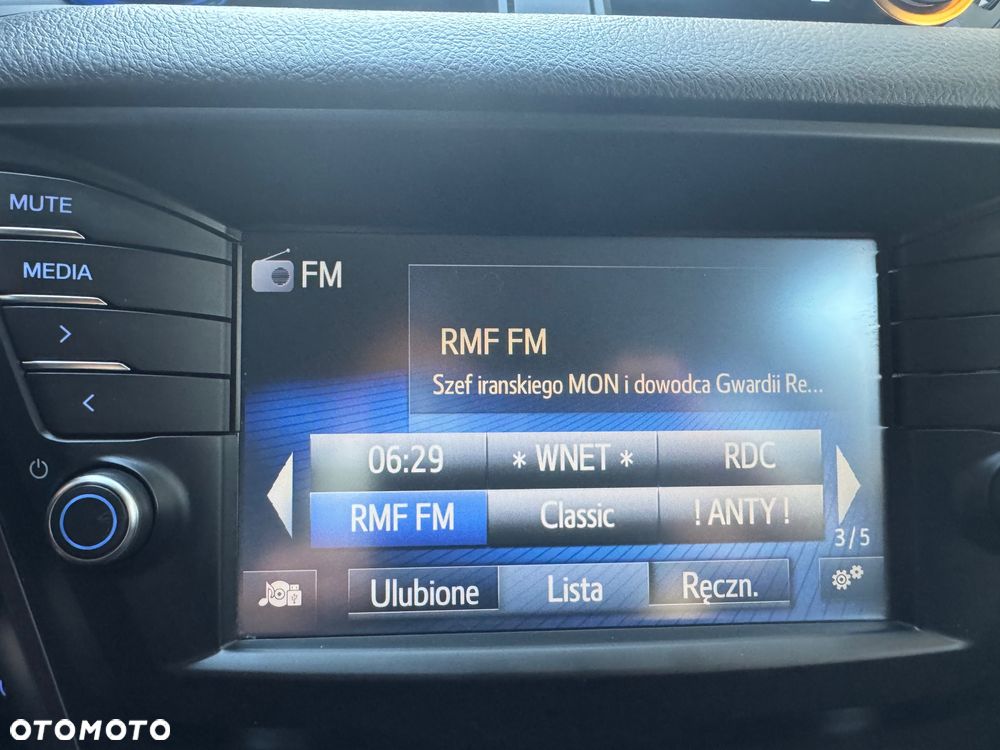 MUTE
MEDIA
FM
RMF FM
Szef iranskiego MON i dowodca Gwardii Re...
06:29
* WNET *
RDC
RMF FM
Classic
! ANTY !
3/5
Ulubione
Lista
Ręczn.
OTOMOTO